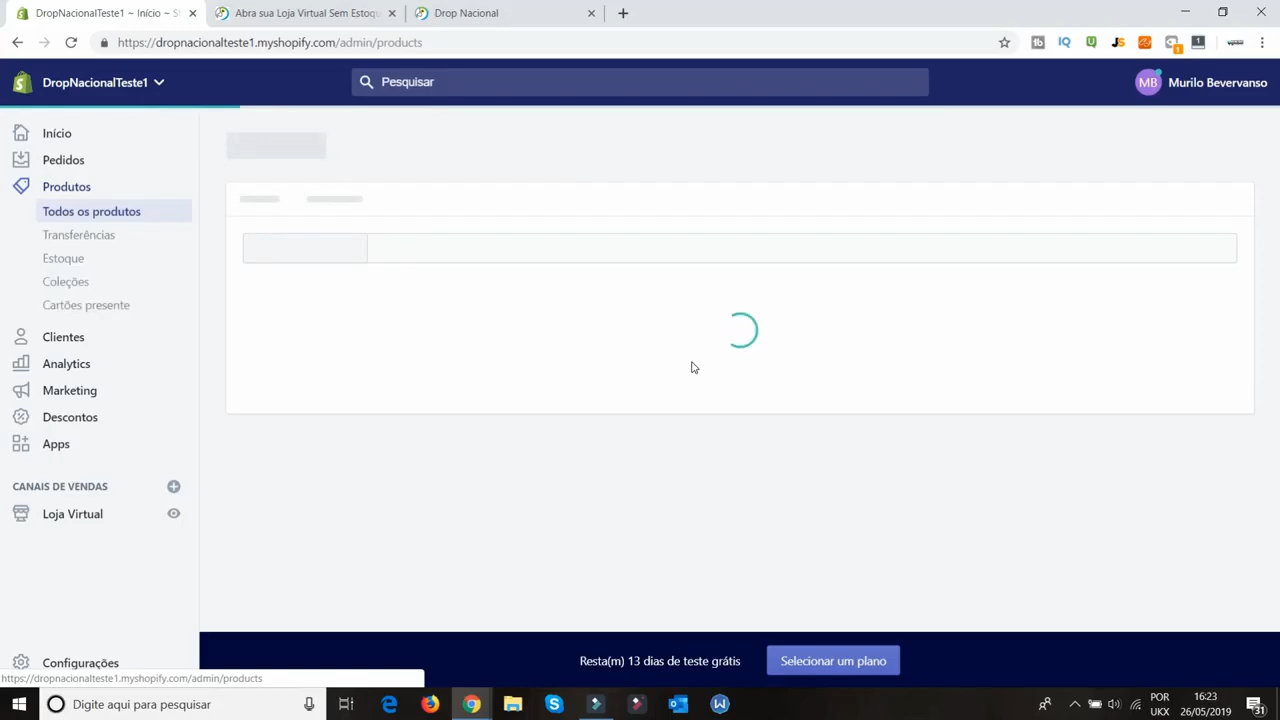 DropNacionalTeste1 ~ Início ~ S
Abra sua Loja Virtual Sem Estoqu
Drop Nacional
https://dropnacionalteste1.myshopify.com/admin/products
DropNacionalTeste1
Pesquisar
MB
Murilo Bevervanso
Início
Pedidos
Produtos
Todos os produtos
Transferências
Estoque
Coleções
Cartões presente
Clientes
Analytics
Marketing
Descontos
Apps
CANAIS DE VENDAS
Loja Virtual
Resta(m) 13 dias de teste grátis
Selecionar um plano
Configurações
https://dropnacionalteste1.myshopify.com/admin/products
Digite aqui para pesquisar
POR
UKX
16:23
26/05/2019
31